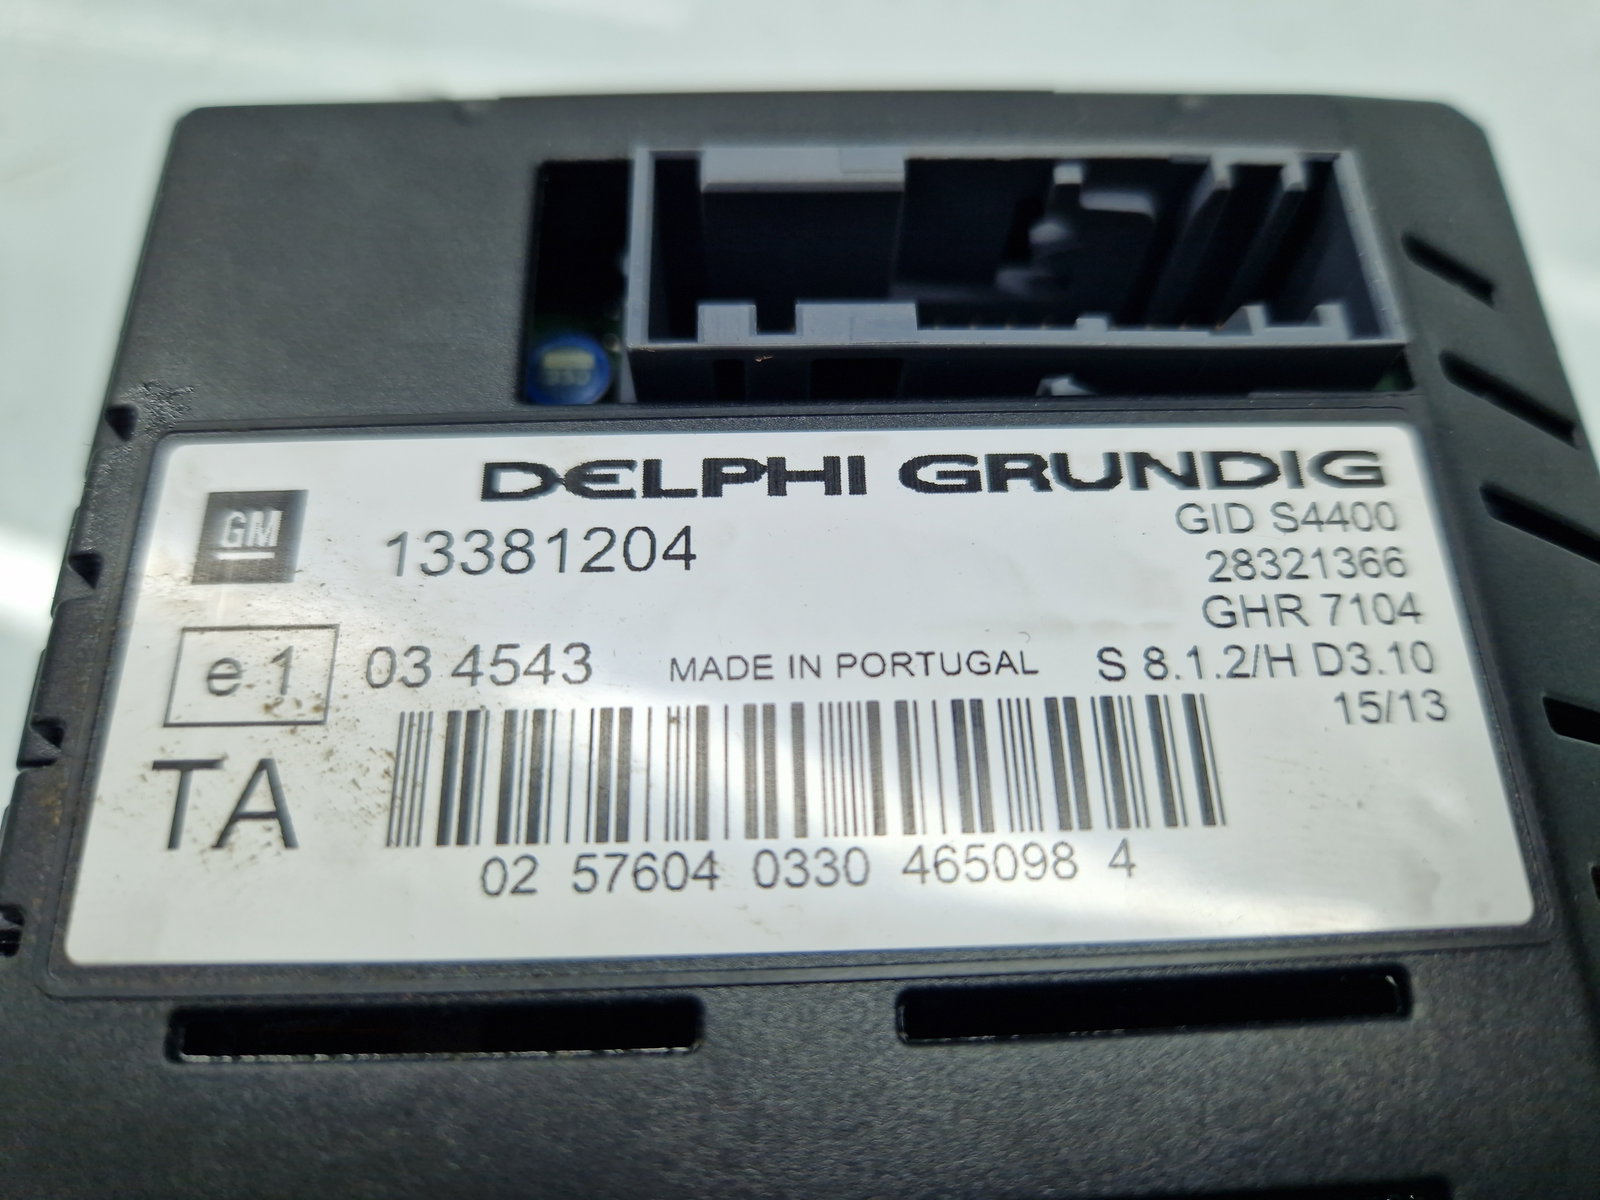 DELPHI GRUNDIG
GM 13381204 GID S4400
28321366
GHR 7104
e1 03 4543 MADE IN PORTUGAL S 8.1.2/H D3.10
15/13
TA
02 57604 0330 465098 4